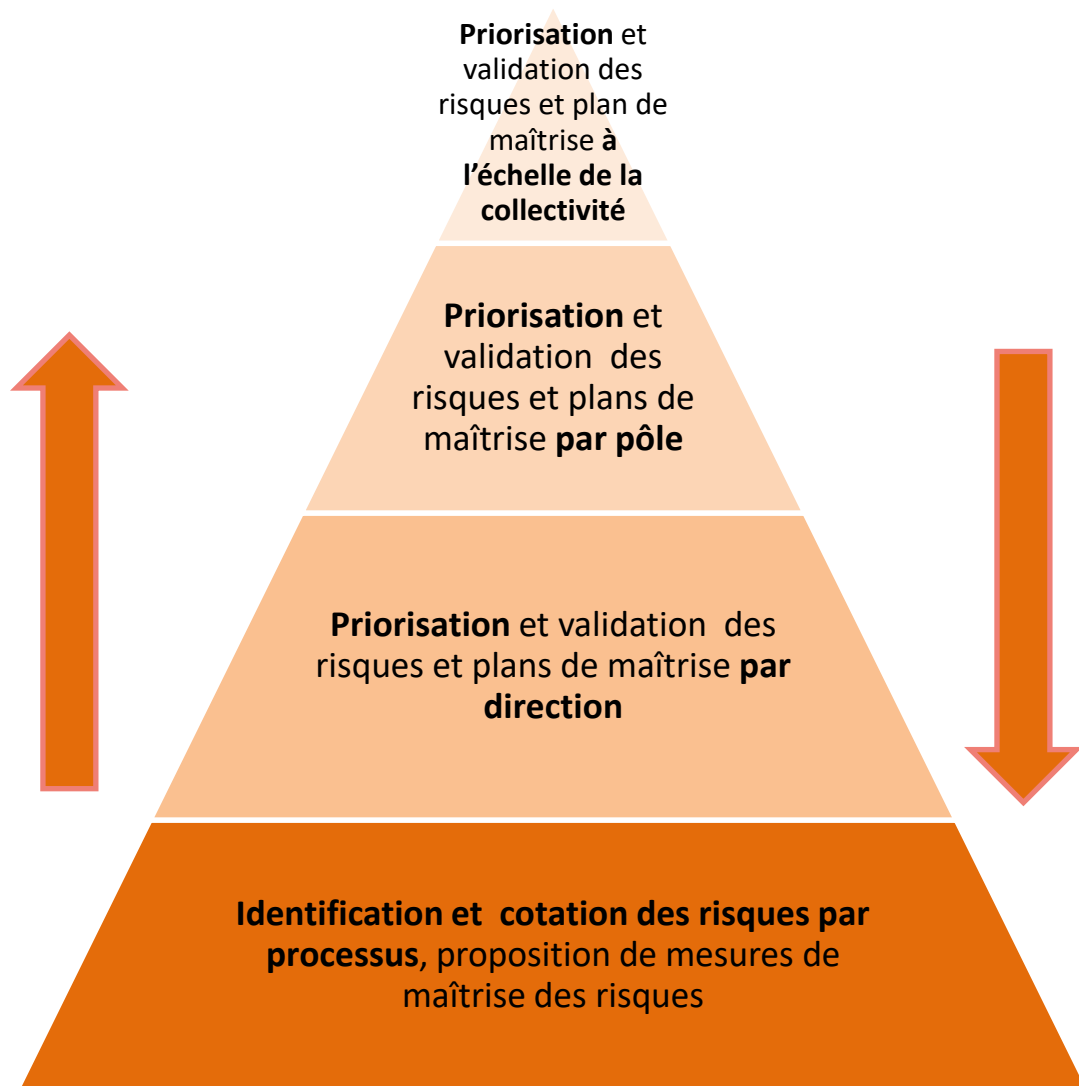 Priorisation et
validation des
risques et plan de
maîtrise à
l’échelle de la
collectivité
Priorisation et
validation  des
risques et plans de
maîtrise par pôle
Priorisation et validation  des
risques et plans de maîtrise par
direction
Identification et  cotation des risques par
processus, proposition de mesures de
maîtrise des risques